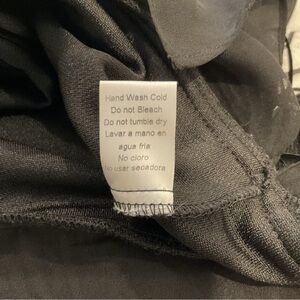 Hand Wash Cold
Do not Bleach
Do not tumble dry
Lavar a mano en
agua fria
No cloro
No usar secadora